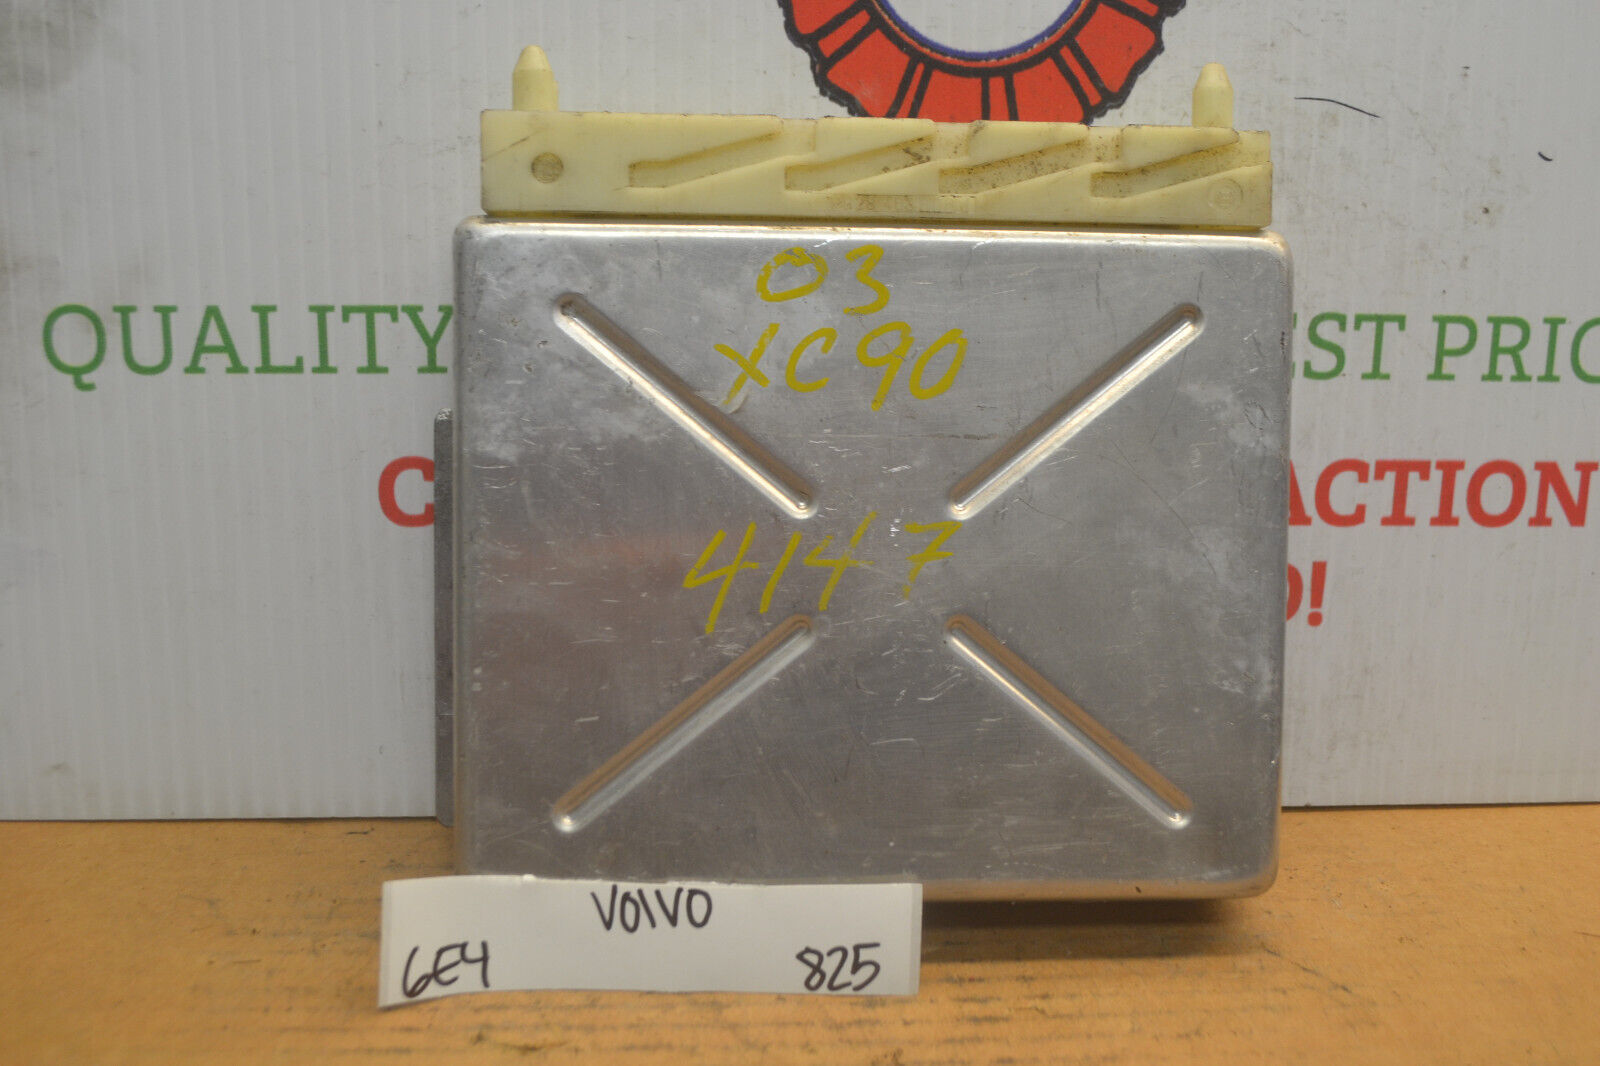 03
XC90
QUALITY EST PRIC
C ACTION
4147
O!
VOLVO
6E4 825